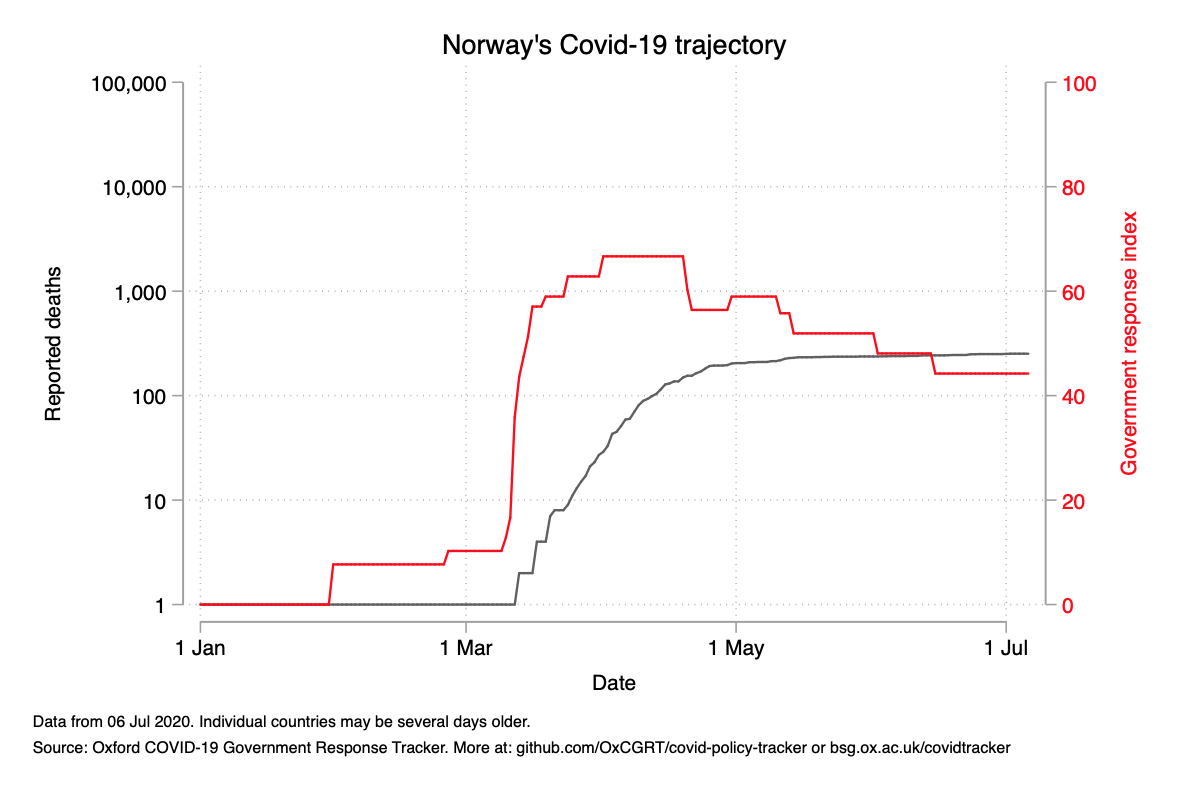 Norway's Covid-19 trajectory
100,000
10,000
1,000
100
10
1
Reported deaths
100
80
60
40
20
0
Government response index
1 Jan
1 Mar
1 May
1 Jul
Date
Data from 06 Jul 2020. Individual countries may be several days older.
Source: Oxford COVID-19 Government Response Tracker. More at: github.com/OxCGRT/covid-policy-tracker or bsg.ox.ac.uk/covidtracker